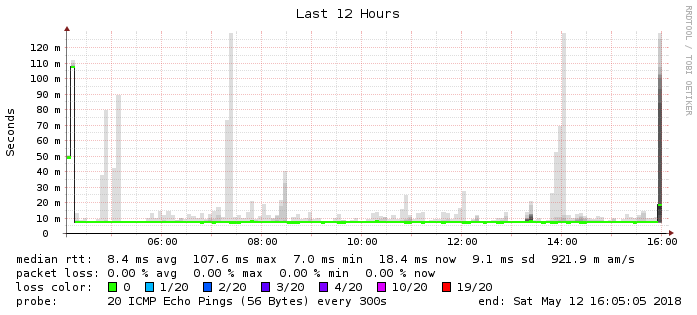 Last 12 Hours
RRDTOOL / TOBI OETIKER
Seconds
120 m
110 m
100 m
90 m
80 m
70 m
60 m
50 m
40 m
30 m
20 m
10 m
0
06:00 08:00 10:00 12:00 14:00 16:00
median rtt: 8.4 ms avg 107.6 ms max 7.0 ms min 18.4 ms now 9.1 ms sd 921.9 m am/s
packet loss: 0.00 % avg 0.00 % max 0.00 % min 0.00 % now
loss color: 0 1/20 2/20 3/20 4/20 10/20 19/20
probe: 20 ICMP Echo Pings (56 Bytes) every 300s end: Sat May 12 16:05:05 2018